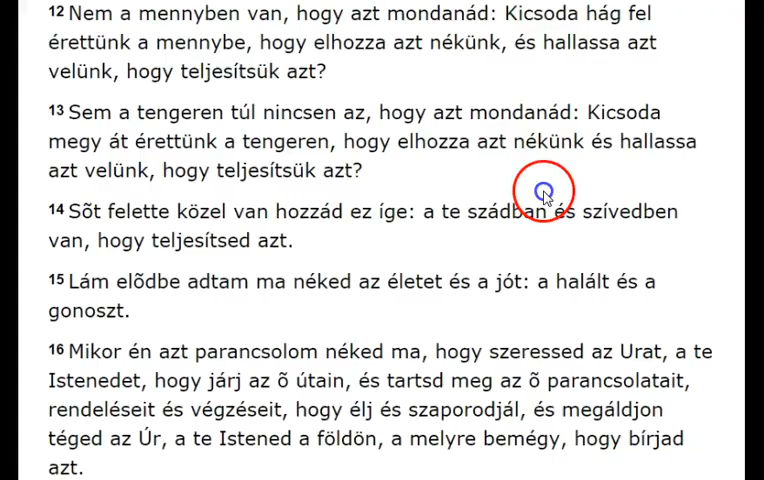 12 Nem a mennyben van, hogy azt mondanád: Kicsoda hág fel
érettünk a mennybe, hogy elhozza azt nékünk, és hallassa azt
velünk, hogy teljesítsük azt?
13 Sem a tengeren túl nincsen az, hogy azt mondanád: Kicsoda
megy át érettünk a tengeren, hogy elhozza azt nékünk és hallassa
azt velünk, hogy teljesítsük azt?
14 Sõt felette közel van hozzád ez íge: a te szádban és szívedben
van, hogy teljesítsed azt.
15 Lám elõdbe adtam ma néked az életet és a jót: a halált és a
gonoszt.
16 Mikor én azt parancsolom néked ma, hogy szeressed az Urat, a te
Istenedet, hogy járj az õ útain, és tartsd meg az õ parancsolatait,
rendeléseit és végzéseit, hogy élj és szaporodjál, és megáldjon
téged az Úr, a te Istened a földön, a melyre bemégy, hogy bírjad
azt.